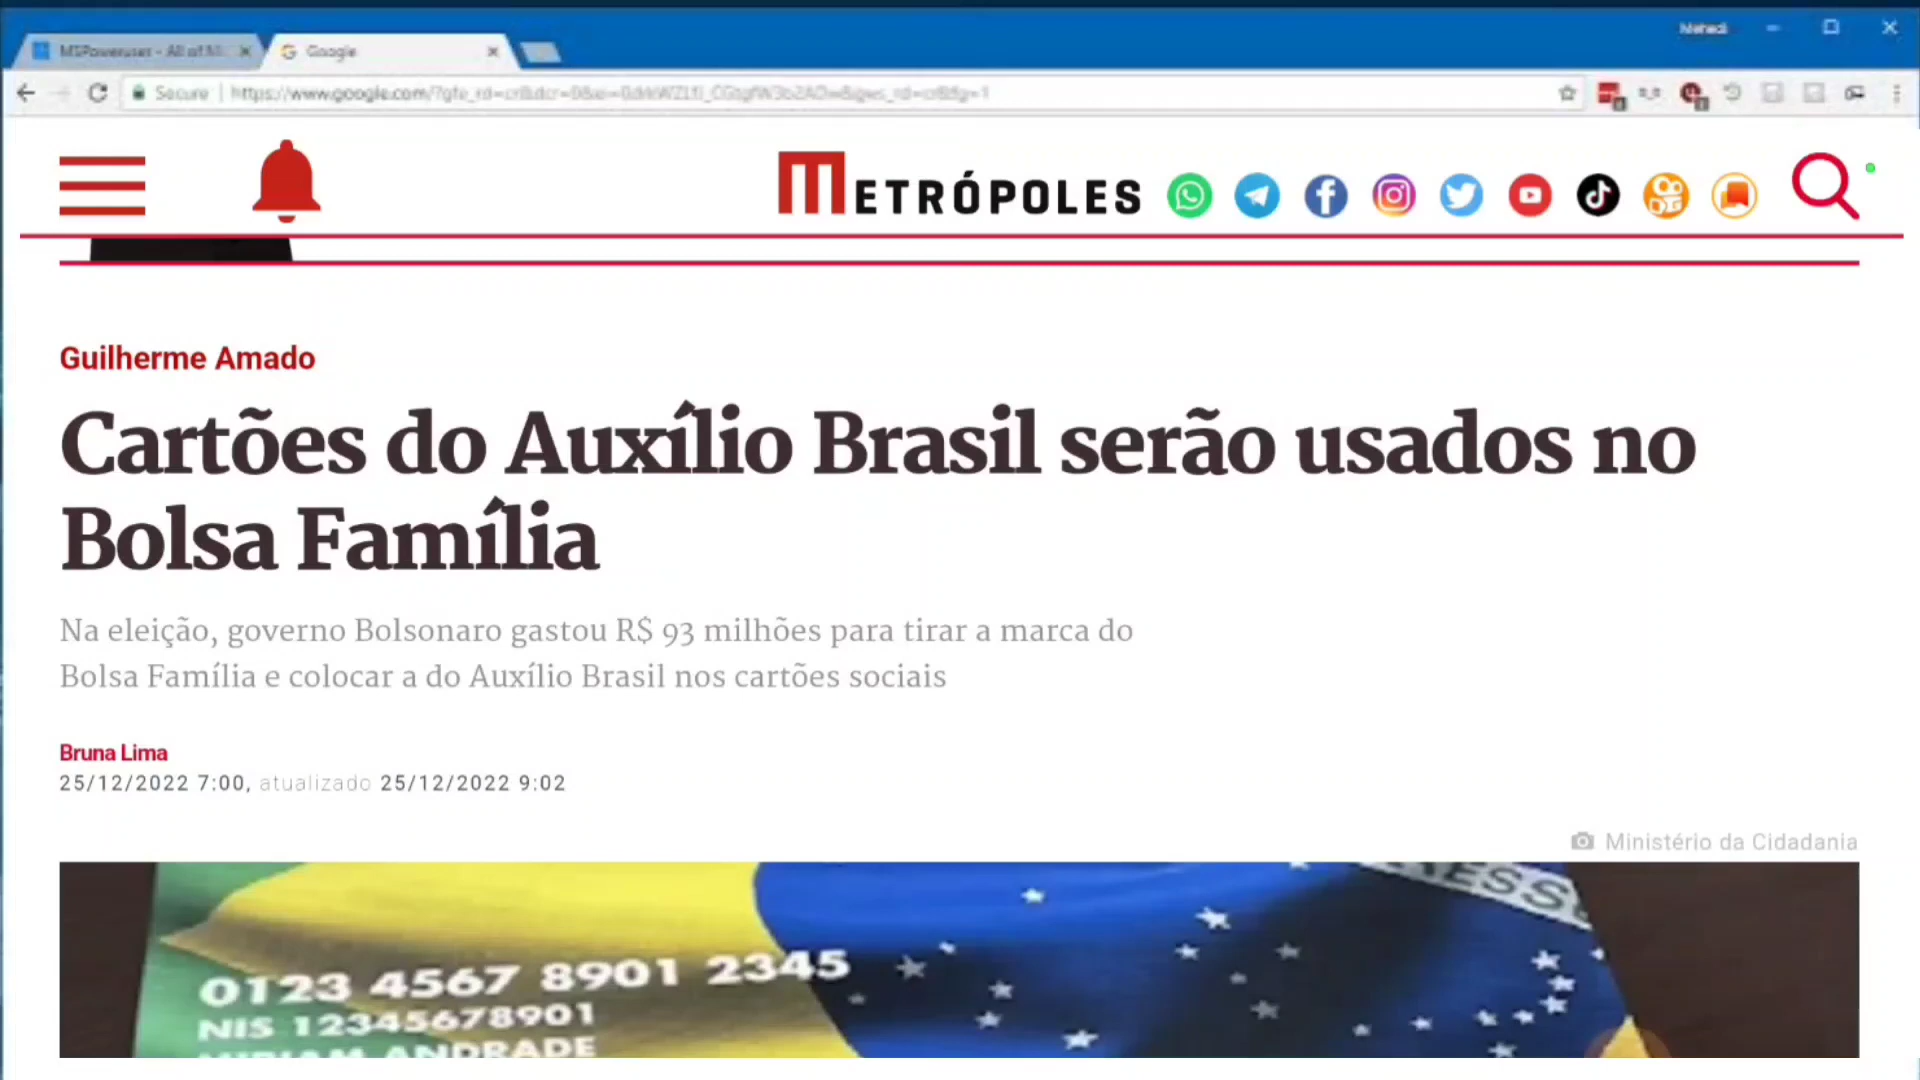 Google
Secure
METRÓPOLES
Guilherme Amado
Cartões do Auxílio Brasil serão usados no
Bolsa Família
Na eleição, governo Bolsonaro gastou R$ 93 milhões para tirar a marca do
Bolsa Família e colocar a do Auxílio Brasil nos cartões sociais
Bruna Lima
25/12/2022 7:00, atualizado 25/12/2022 9:02
Ministério da Cidadania
0123 4567 8901 2345
NIS 12345678901
ANDRADE